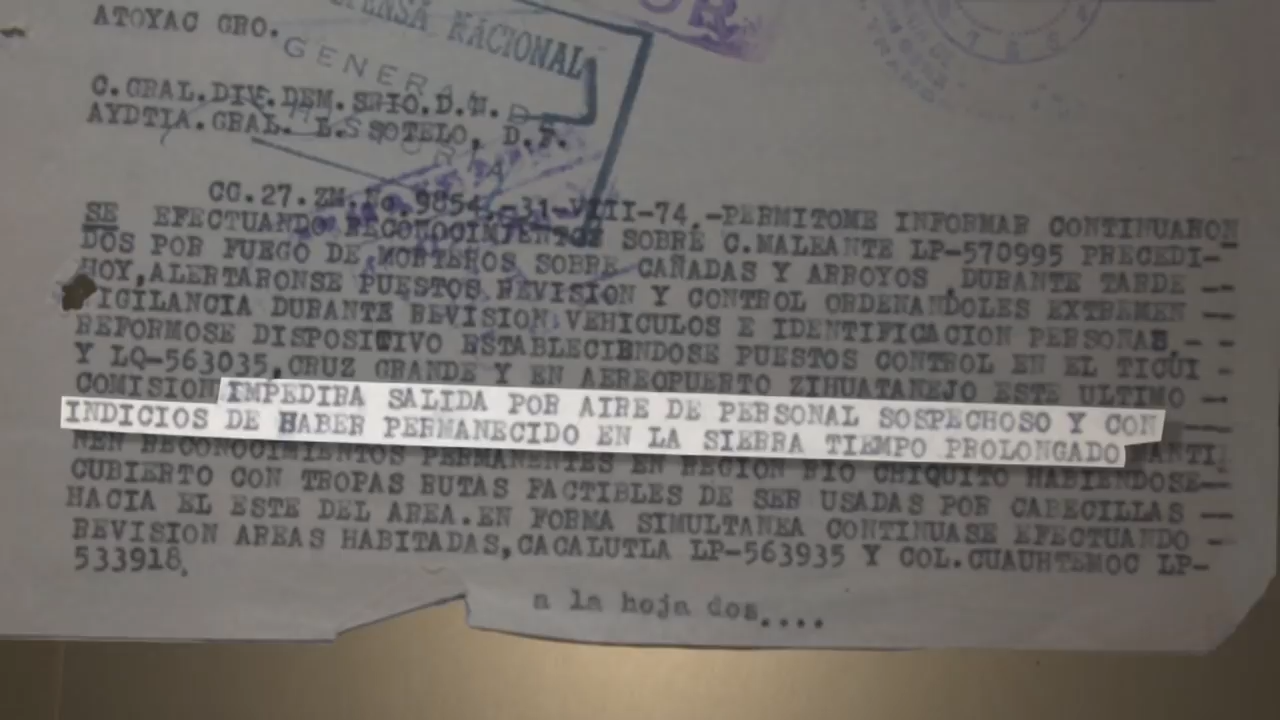 ATOYAC GRO.
DEFENSA NACIONAL
GENERAL
C.GRAL.DIV.DEM.SRIO.D.N.
AYDTIA.GRAL. L. SOTELO, D.F.
CC.27.ZM.No.9854.-31-VIII-74.-PERMITOME INFORMAR CONTINUARON
SE EFECTUANDO RECONOCIMIENTOS SOBRE C.MALEANTE LP-570995 PRECEDI-
DOS POR FUEGO DE MORTEROS SOBRE CAÑADAS Y ARROYOS ,DURANTE TARDE --
HOY,ALERTARONSE PUESTOS REVISION Y CONTROL ORDENANDOLES EXTREMEN --
VIGILANCIA DURANTE REVISION VEHICULOS E IDENTIFICACION PERSONAS,--
REFORMOSE DISPOSITIVO ESTABLECIENDOSE PUESTOS CONTROL EN EL TICUI -
Y LQ-563035,CRUZ GRANDE Y EN AEREOPUERTO ZIHUATANEJO ESTE ULTIMO --
COMISION IMPEDIRA SALIDA POR AIRE DE PERSONAL SOSPECHOSO Y CON
INDICIOS DE HABER PERMANECIDO EN LA SIERRA TIEMPO PROLONGADO MANTI
NEN RECONOCIMIENTOS PERMANENTES EN REGION RIO CHIQUITO HABIENDOSE--
CUBIERTO CON TROPAS RUTAS FACTIBLES DE SER USADAS POR CABECILLAS --
HACIA EL ESTE DEL AREA.EN FORMA SIMULTANEA CONTINUASE EFECTUANDO -
REVISION AREAS HABITADAS,CACALUTLA LP-563935 Y COL.CUAUHTEMOC LP-
533918.
a la hoja dos....